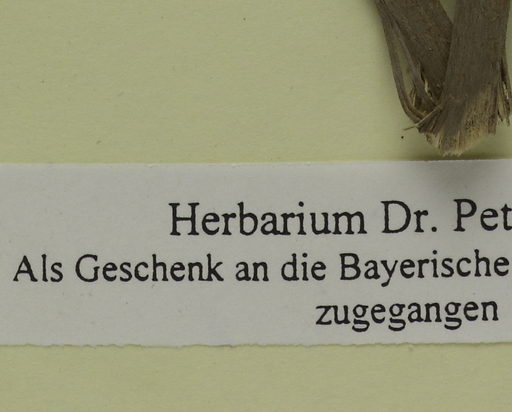 Herbarium Dr. Pet
Als Geschenk an die Bayerische
zugegangen